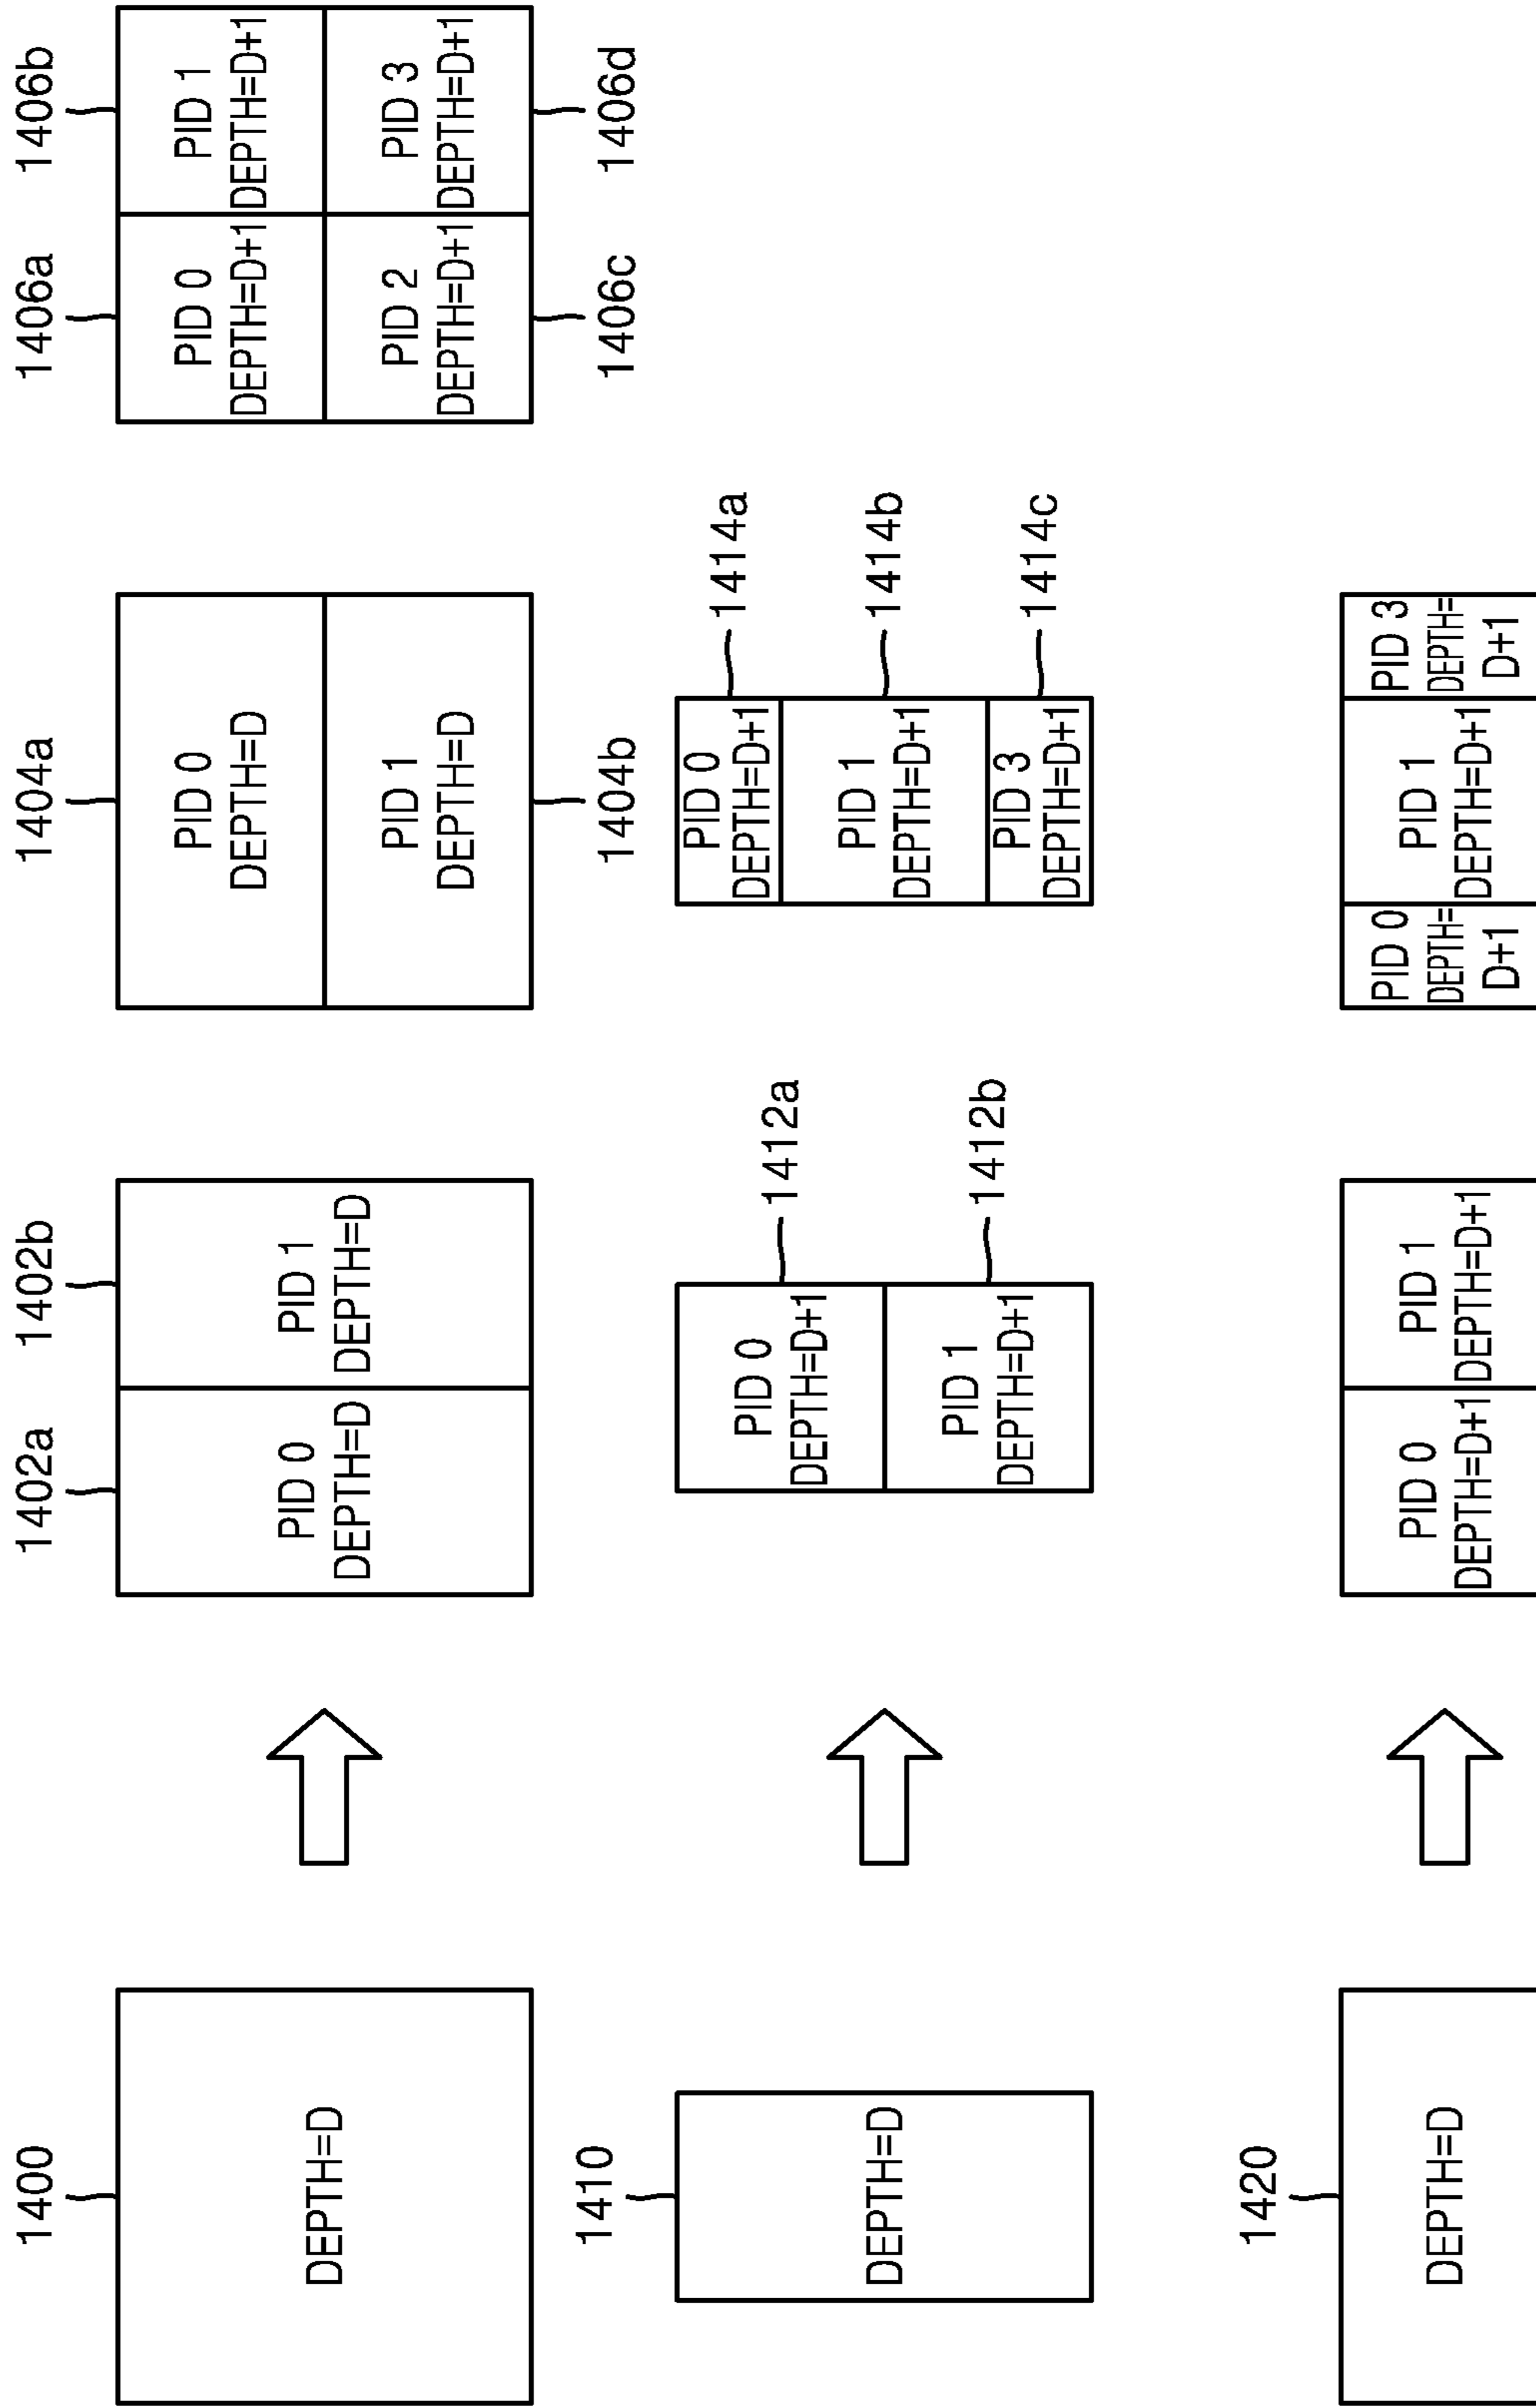 1400
DEPTH=D
1402a
1402b
PID 0
DEPTH=D
PID 1
DEPTH=D
1404a
PID 0
DEPTH=D
PID 1
DEPTH=D
1404b
1406a
1406b
PID 0
DEPTH=D+1
PID 1
DEPTH=D+1
PID 2
DEPTH=D+1
PID 3
DEPTH=D+1
1406c
1406d
1410
DEPTH=D
PID 0
DEPTH=D+1
1412a
PID 1
DEPTH=D+1
1412b
PID 0
DEPTH=D+1
1414a
PID 1
DEPTH=D+1
1414b
PID 3
DEPTH=D+1
1414c
1420
DEPTH=D
PID 0
DEPTH=D+1
PID 1
DEPTH=D+1
PID 0
DEPTH=
D+1
PID 1
DEPTH=D+1
PID 3
DEPTH=
D+1